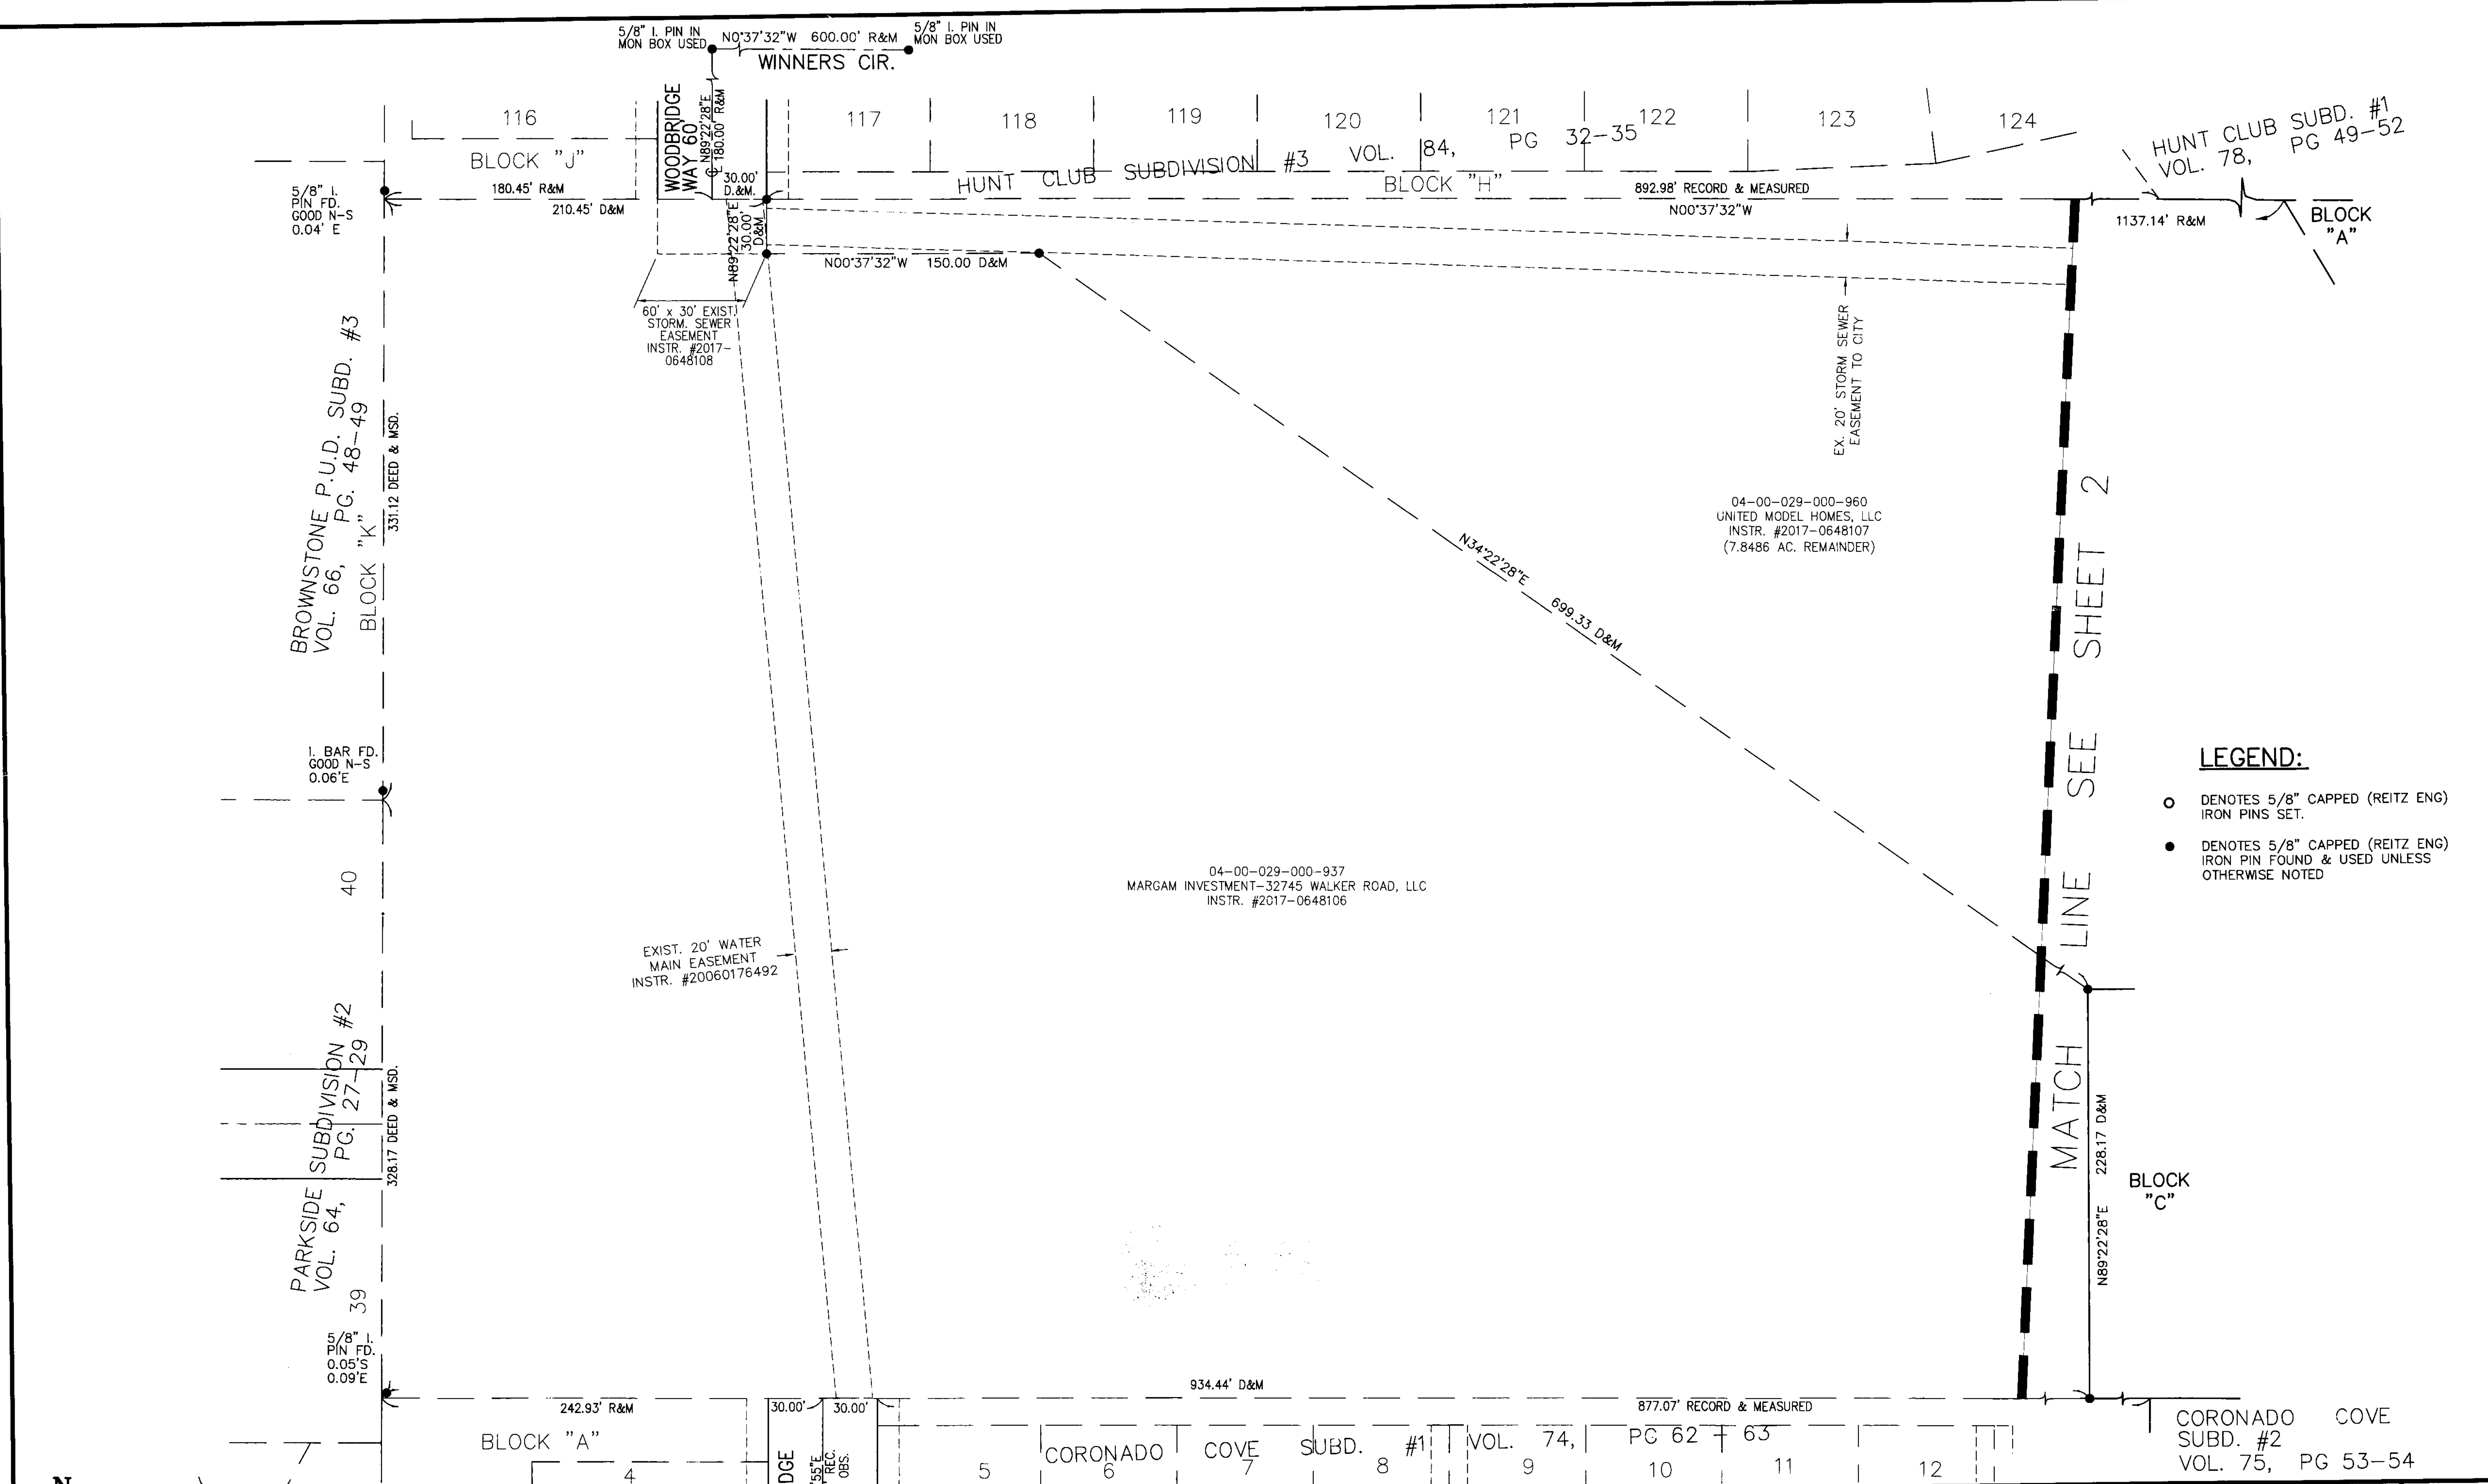 5/8" I. PIN IN
MON BOX USED
N0°37'32"W 600.00' R&M
5/8" I. PIN IN
MON BOX USED
WINNERS CIR.
WOODBRIDGE
WAY 60'
N89°22'28"E
180.00' R&M
116
BLOCK "J"
117
118
119
120
121
122
123
124
HUNT CLUB SUBDIVISION #3 VOL. 84, PG 32-35
BLOCK "H"
HUNT CLUB SUBD. #1
VOL. 78, PG 49-52
5/8" I.
PIN FD.
GOOD N-S
0.04' E
180.45' R&M
210.45' D&M
30.00'
D.&M.
N89°22'28"E
30.00'
D&M
892.98' RECORD & MEASURED
N00°37'32"W
1137.14' R&M
BLOCK
"A"
N00°37'32"W 150.00 D&M
60' x 30' EXIST.
STORM. SEWER
EASEMENT
INSTR. #2017-
0648108
EX. 20' STORM SEWER
EASEMENT TO CITY
BROWNSTONE P.U.D. SUBD. #3
VOL. 66, PG. 48-49
BLOCK "K"
331.12 DEED & MSD.
04-00-029-000-960
UNITED MODEL HOMES, LLC
INSTR. #2017-0648107
(7.8486 AC. REMAINDER)
N34°22'28"E
699.33 D&M
MATCH LINE SEE SHEET 2
I. BAR FD.
GOOD N-S
0.06'E
LEGEND:
DENOTES 5/8" CAPPED (REITZ ENG)
IRON PINS SET.
DENOTES 5/8" CAPPED (REITZ ENG)
IRON PIN FOUND & USED UNLESS
OTHERWISE NOTED
40
04-00-029-000-937
MARGAM INVESTMENT-32745 WALKER ROAD, LLC
INSTR. #2017-0648106
EXIST. 20' WATER
MAIN EASEMENT
INSTR. #20060176492
PARKSIDE SUBDIVISION #2
VOL. 64, PG. 27-29
328.17 DEED & MSD.
39
N89°22'28"E 228.17 D&M
BLOCK
"C"
5/8" I.
PIN FD.
0.05'S
0.09'E
934.44' D&M
242.93' R&M
30.00'
30.00'
877.07' RECORD & MEASURED
BLOCK "A"
4
DGE
55"E
REC.
OBS.
CORONADO COVE SUBD. #1 VOL. 74, PG 62 - 63
5
6
7
8
9
10
11
12
CORONADO COVE
SUBD. #2
VOL. 75, PG 53-54
7
N